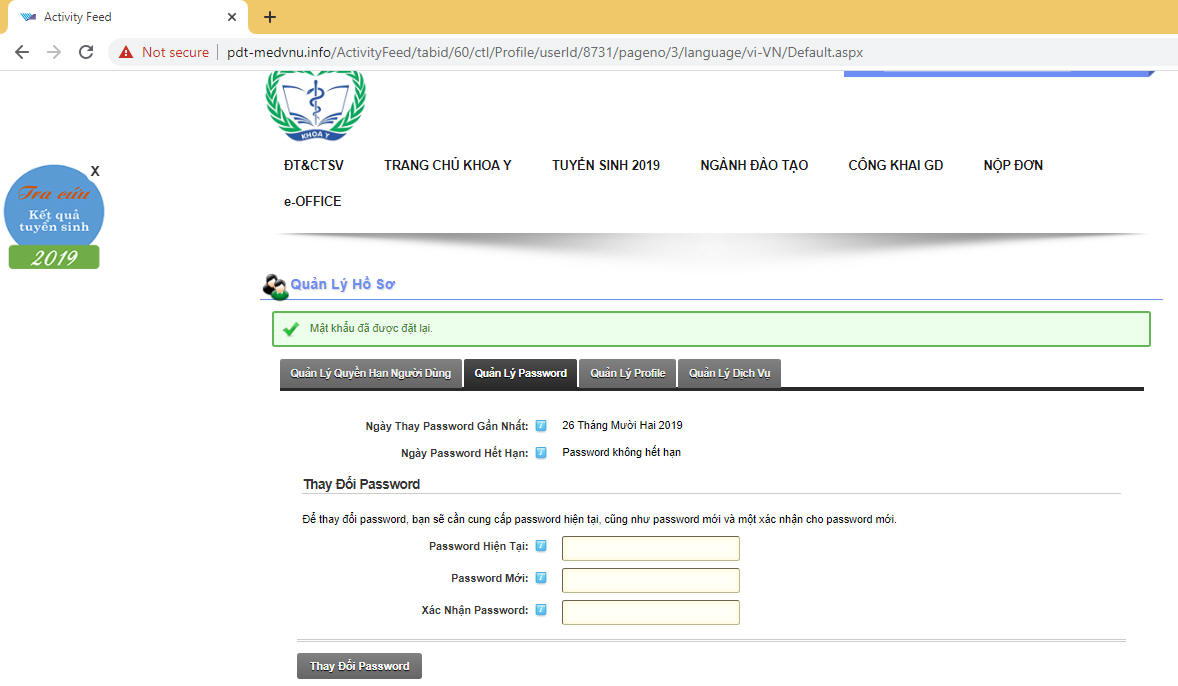 Activity Feed
Not secure | pdt-medvnu.info/ActivityFeed/tabid/60/ctl/Profile/userId/8731/pageno/3/language/vi-VN/Default.aspx
KHOA Y
X
Tra cứu
Kết quả
tuyển sinh
2019
ĐT&CTSV TRANG CHỦ KHOA Y TUYỂN SINH 2019 NGÀNH ĐÀO TẠO CÔNG KHAI GD NỘP ĐƠN
e-OFFICE
Quản Lý Hồ Sơ
Mật khẩu đã được đặt lại.
Quản Lý Quyền Hạn Người Dùng Quản Lý Password Quản Lý Profile Quản Lý Dịch Vụ
Ngày Thay Password Gần Nhất: 26 Tháng Mười Hai 2019
Ngày Password Hết Hạn: Password không hết hạn
Thay Đổi Password
Để thay đổi password, bạn sẽ cần cung cấp password hiện tại, cũng như password mới và một xác nhận cho password mới.
Password Hiện Tại:
Password Mới:
Xác Nhận Password:
Thay Đổi Password